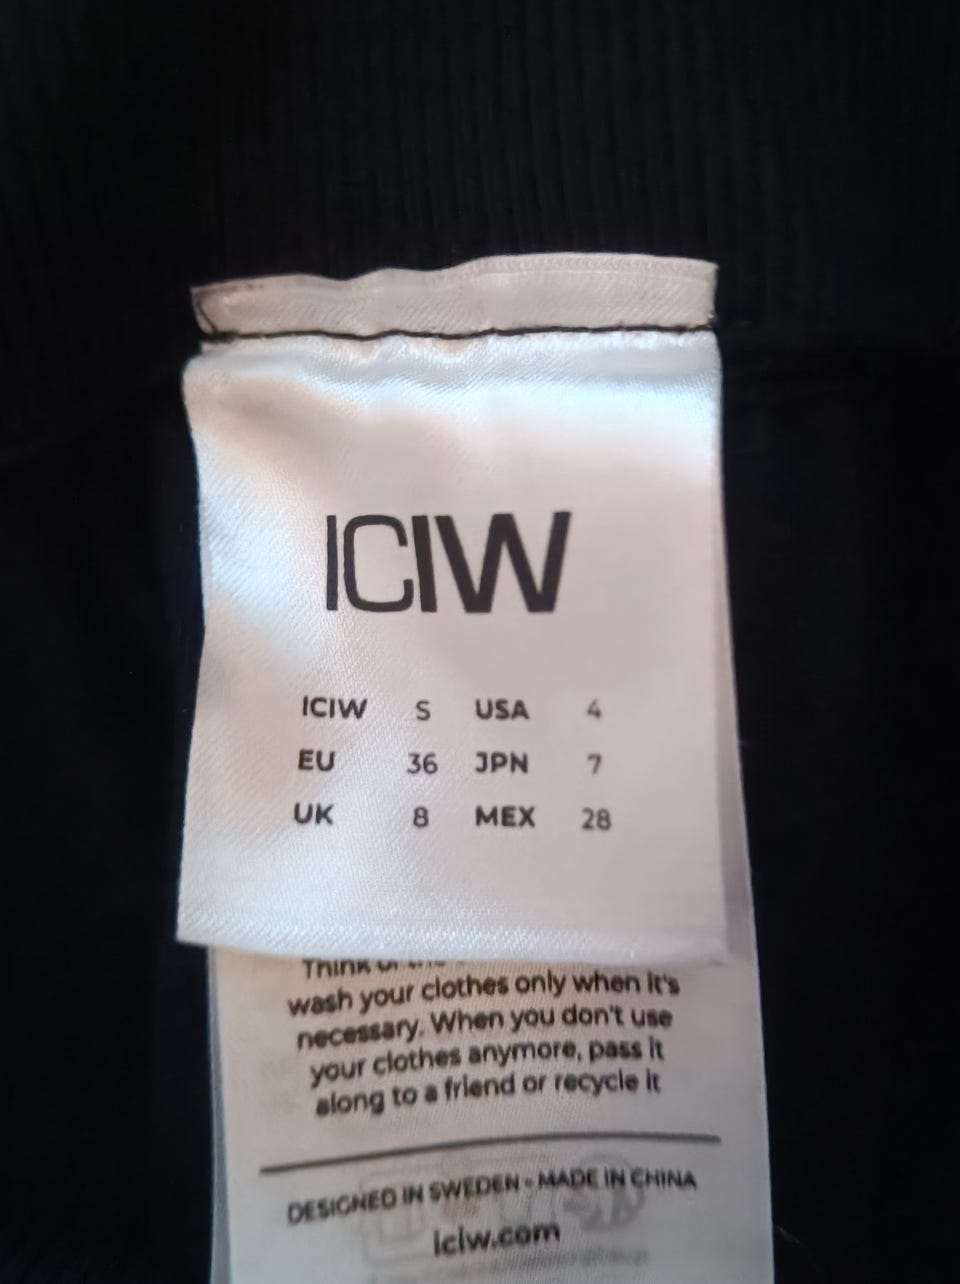 ICIW
ICIW S USA 4
EU 36 JPN 7
UK 8 MEX 28
Think
wash your clothes only when it's
necessary. When you don't use
your clothes anymore, pass it
along to a friend or recycle it
DESIGNED IN SWEDEN - MADE IN CHINA
iciw.com